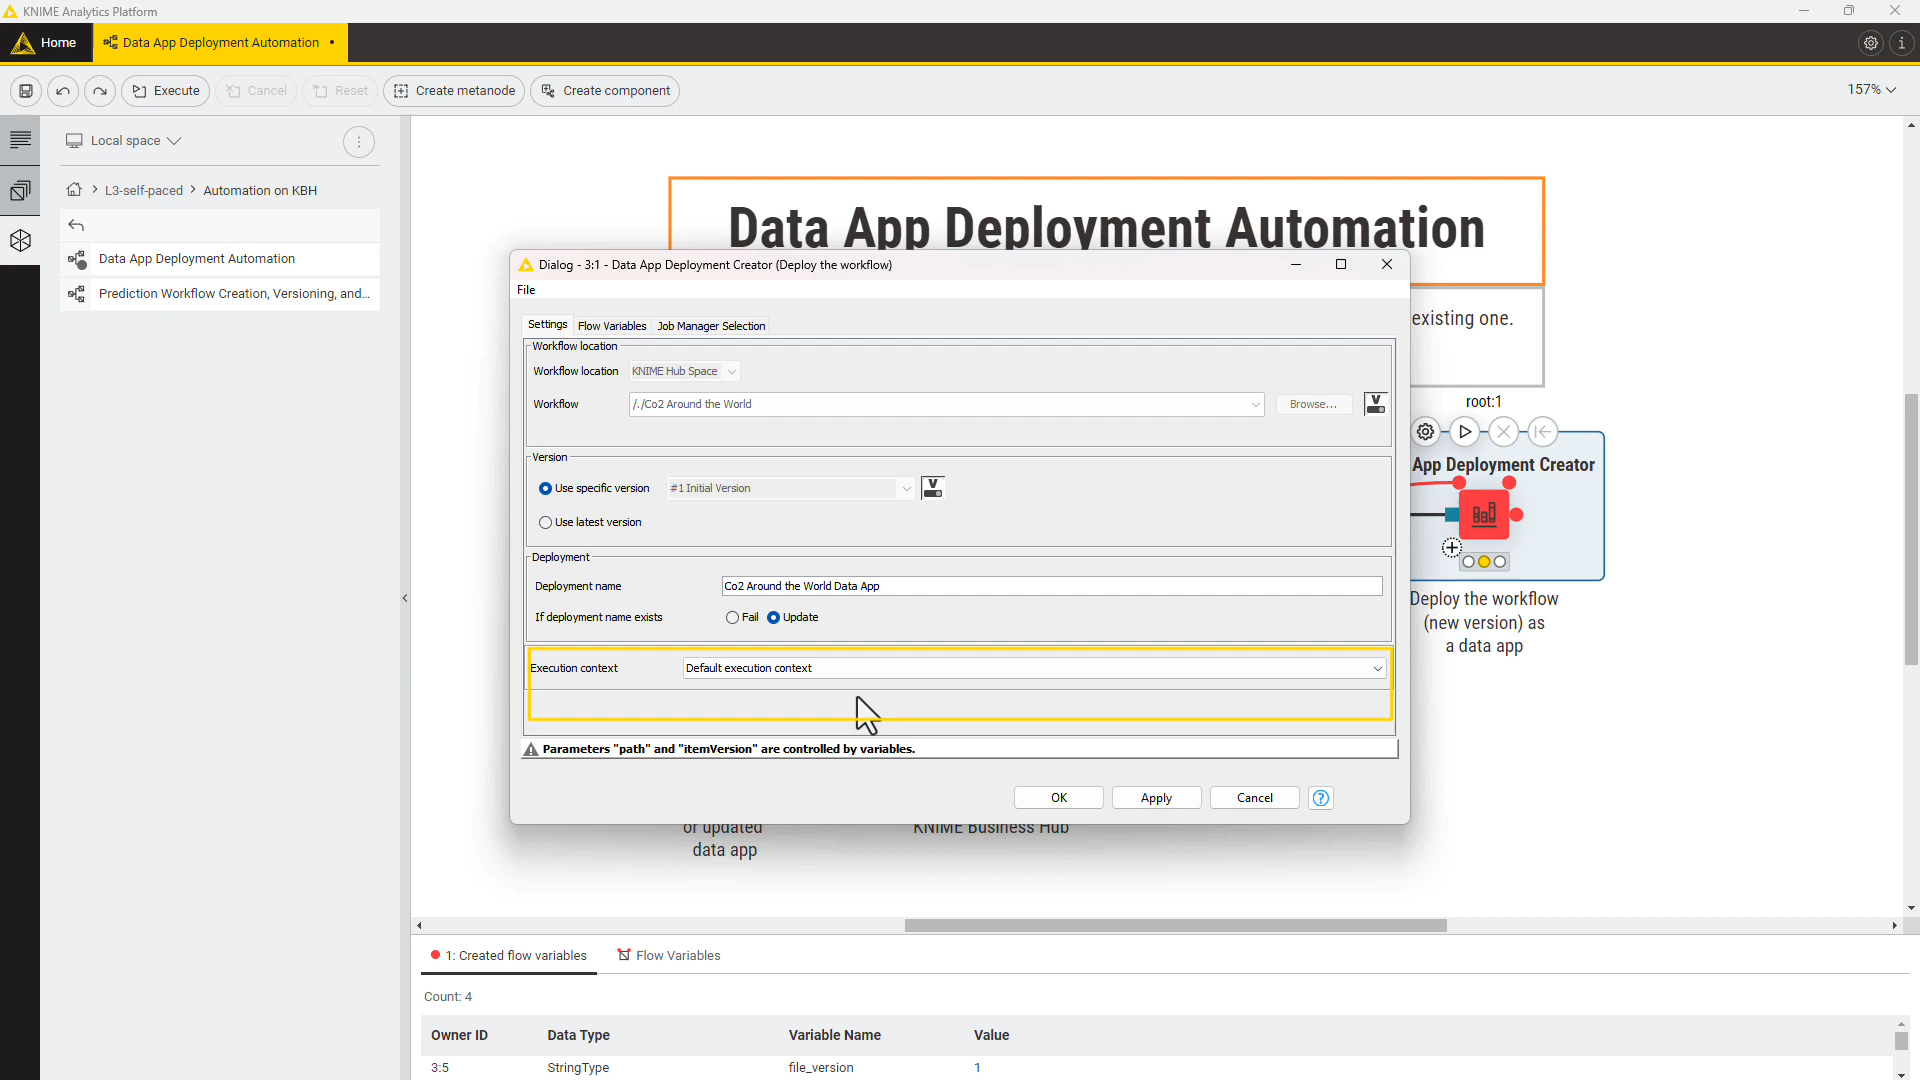 KNIME Analytics Platform
Home
Data App Deployment Automation
Execute
Cancel
Reset
Create metanode
Create component
157%
Local space
L3-self-paced > Automation on KBH
Data App Deployment Automation
Prediction Workflow Creation, Versioning, and...
Data App Deployment Automation
existing one.
root:1
App Deployment Creator
Deploy the workflow
(new version) as
a data app
Dialog - 3:1 - Data App Deployment Creator (Deploy the workflow)
File
Settings
Flow Variables
Job Manager Selection
Workflow location
Workflow location
KNIME Hub Space
Workflow
/./Co2 Around the World
Browse...
V
Version
Use specific version
#1 Initial Version
V
Use latest version
Deployment
Deployment name
Co2 Around the World Data App
If deployment name exists
Fail
Update
Execution context
Default execution context
Parameters "path" and "itemVersion" are controlled by variables.
OK
Apply
Cancel
?
or updated
data app
KNIME Business Hub
1: Created flow variables
Flow Variables
Count: 4
Owner ID
Data Type
Variable Name
Value
3:5
StringType
file_version
1